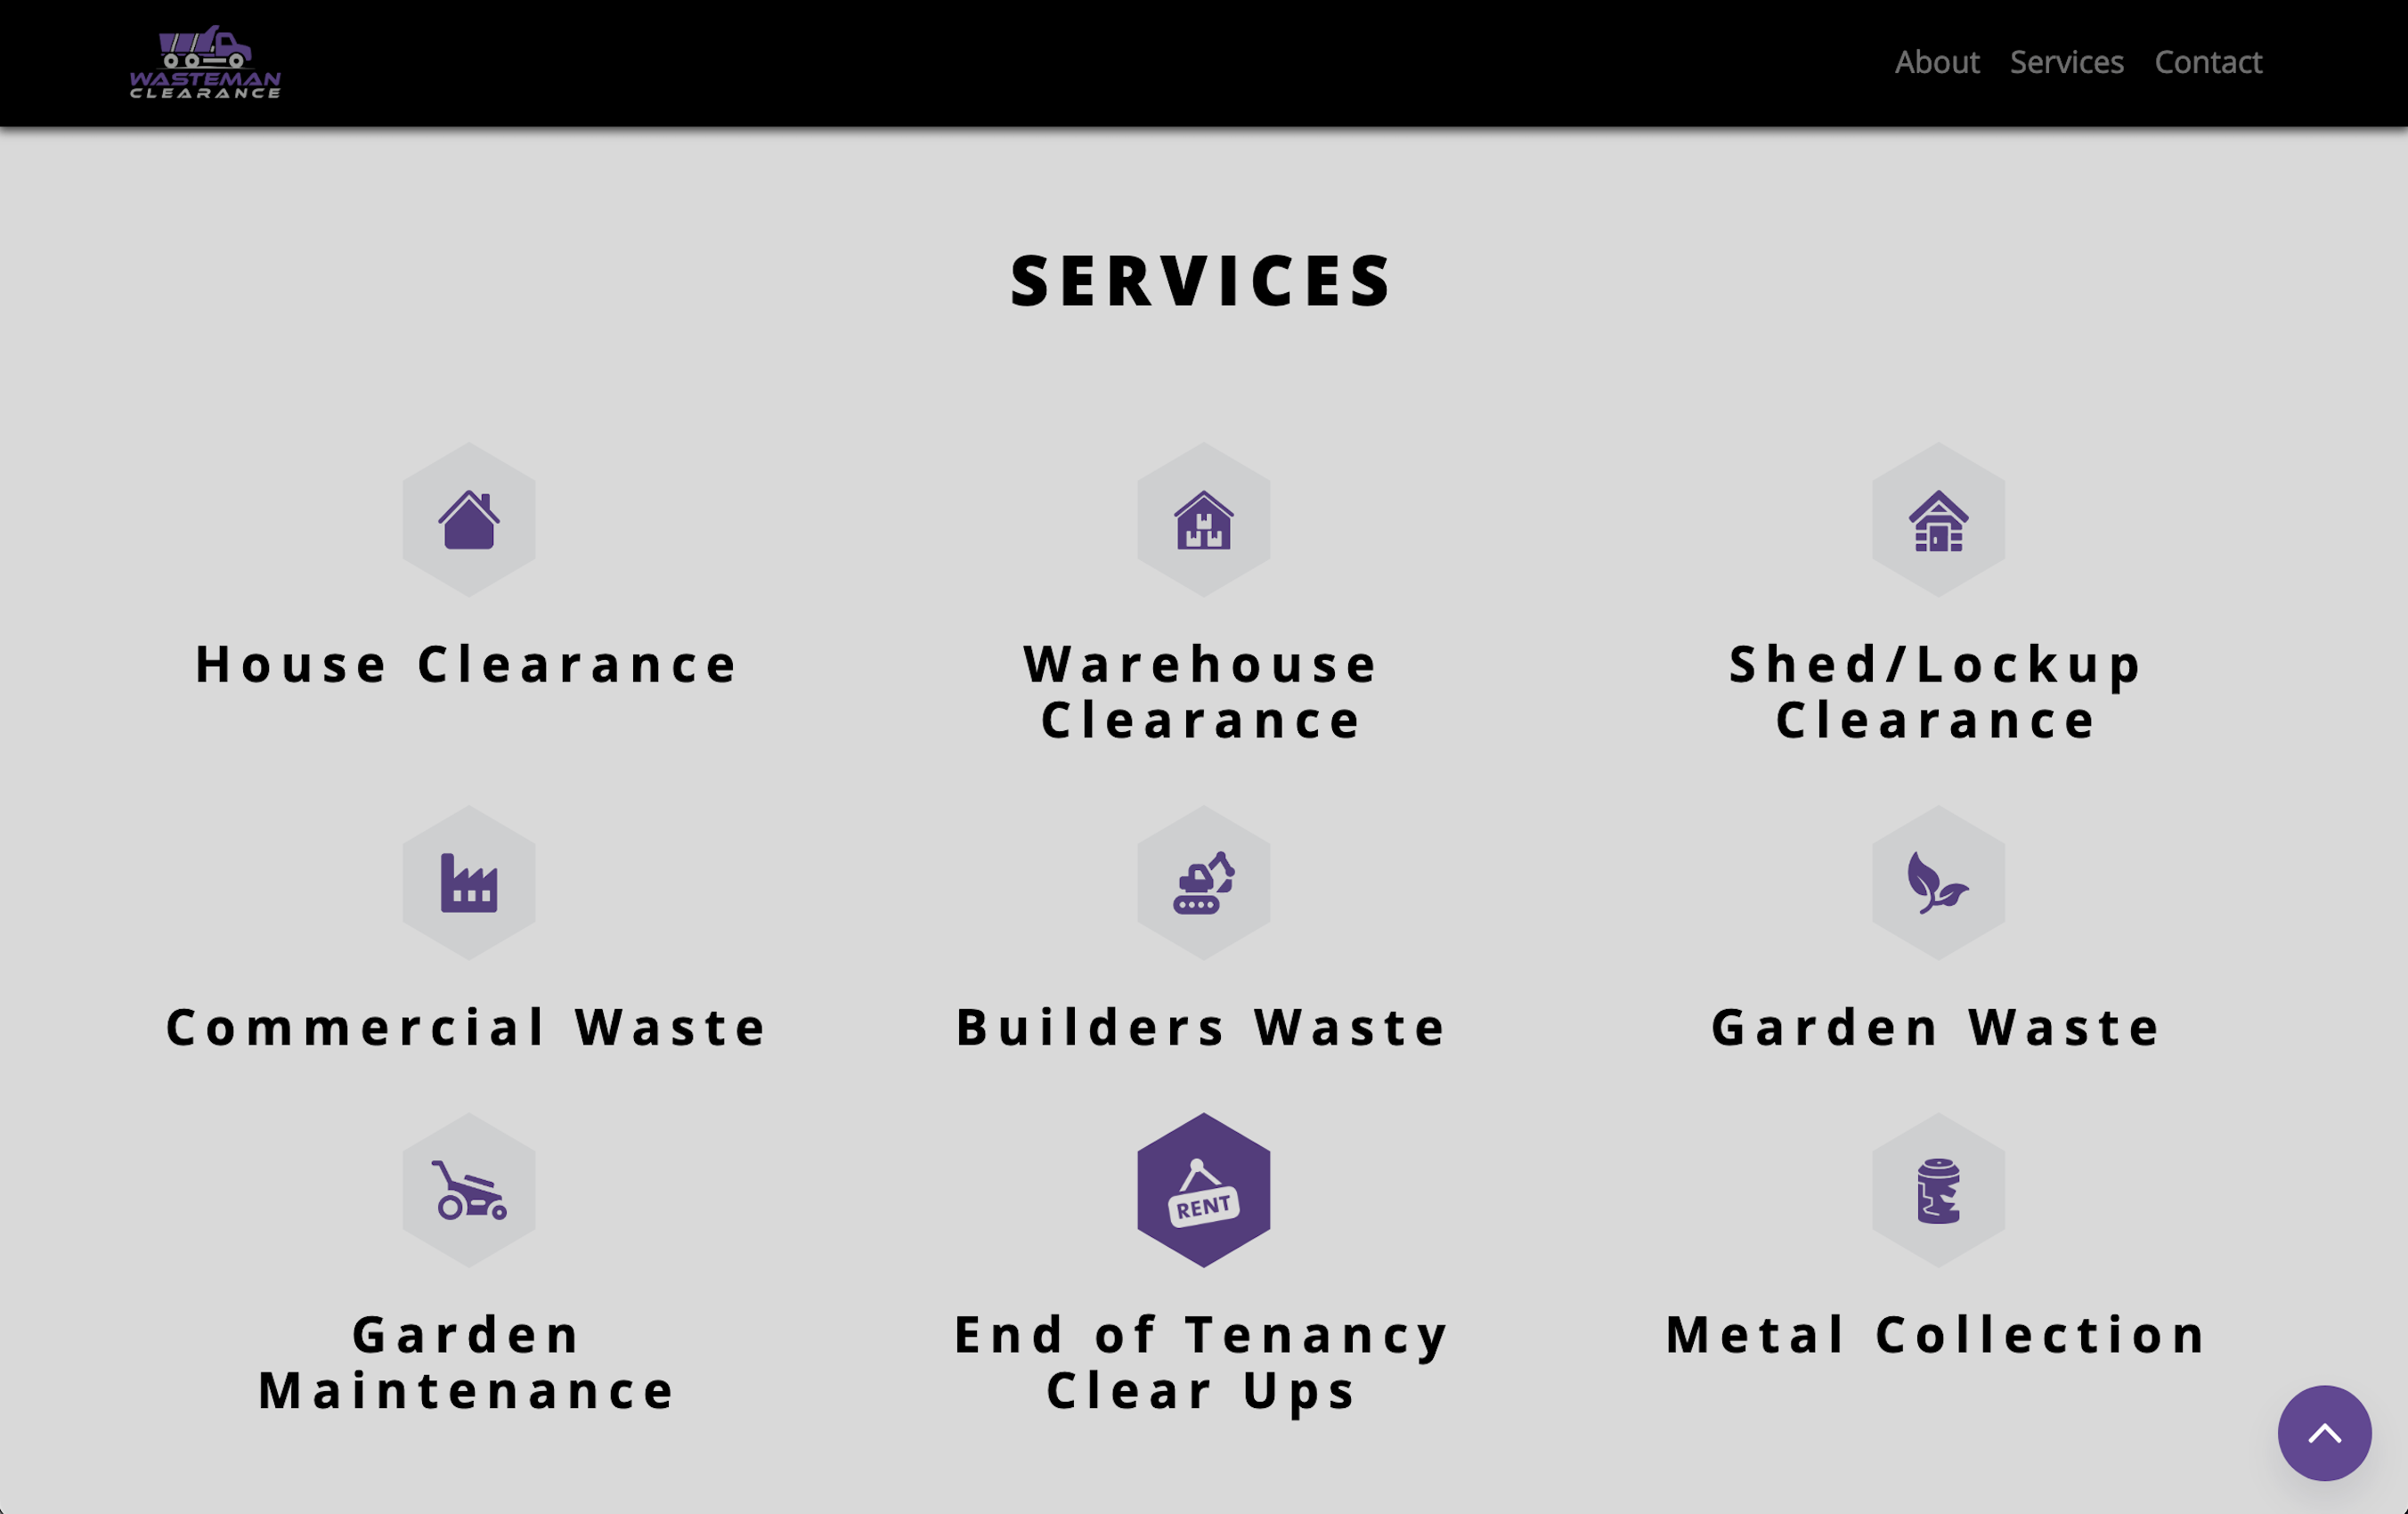 WASTEMAN
CLEARANCE
About Services Contact
SERVICES
House Clearance
Warehouse
Clearance
Shed/Lockup
Clearance
Commercial Waste
Builders Waste
Garden Waste
RENT
Garden
Maintenance
End of Tenancy
Clear Ups
Metal Collection